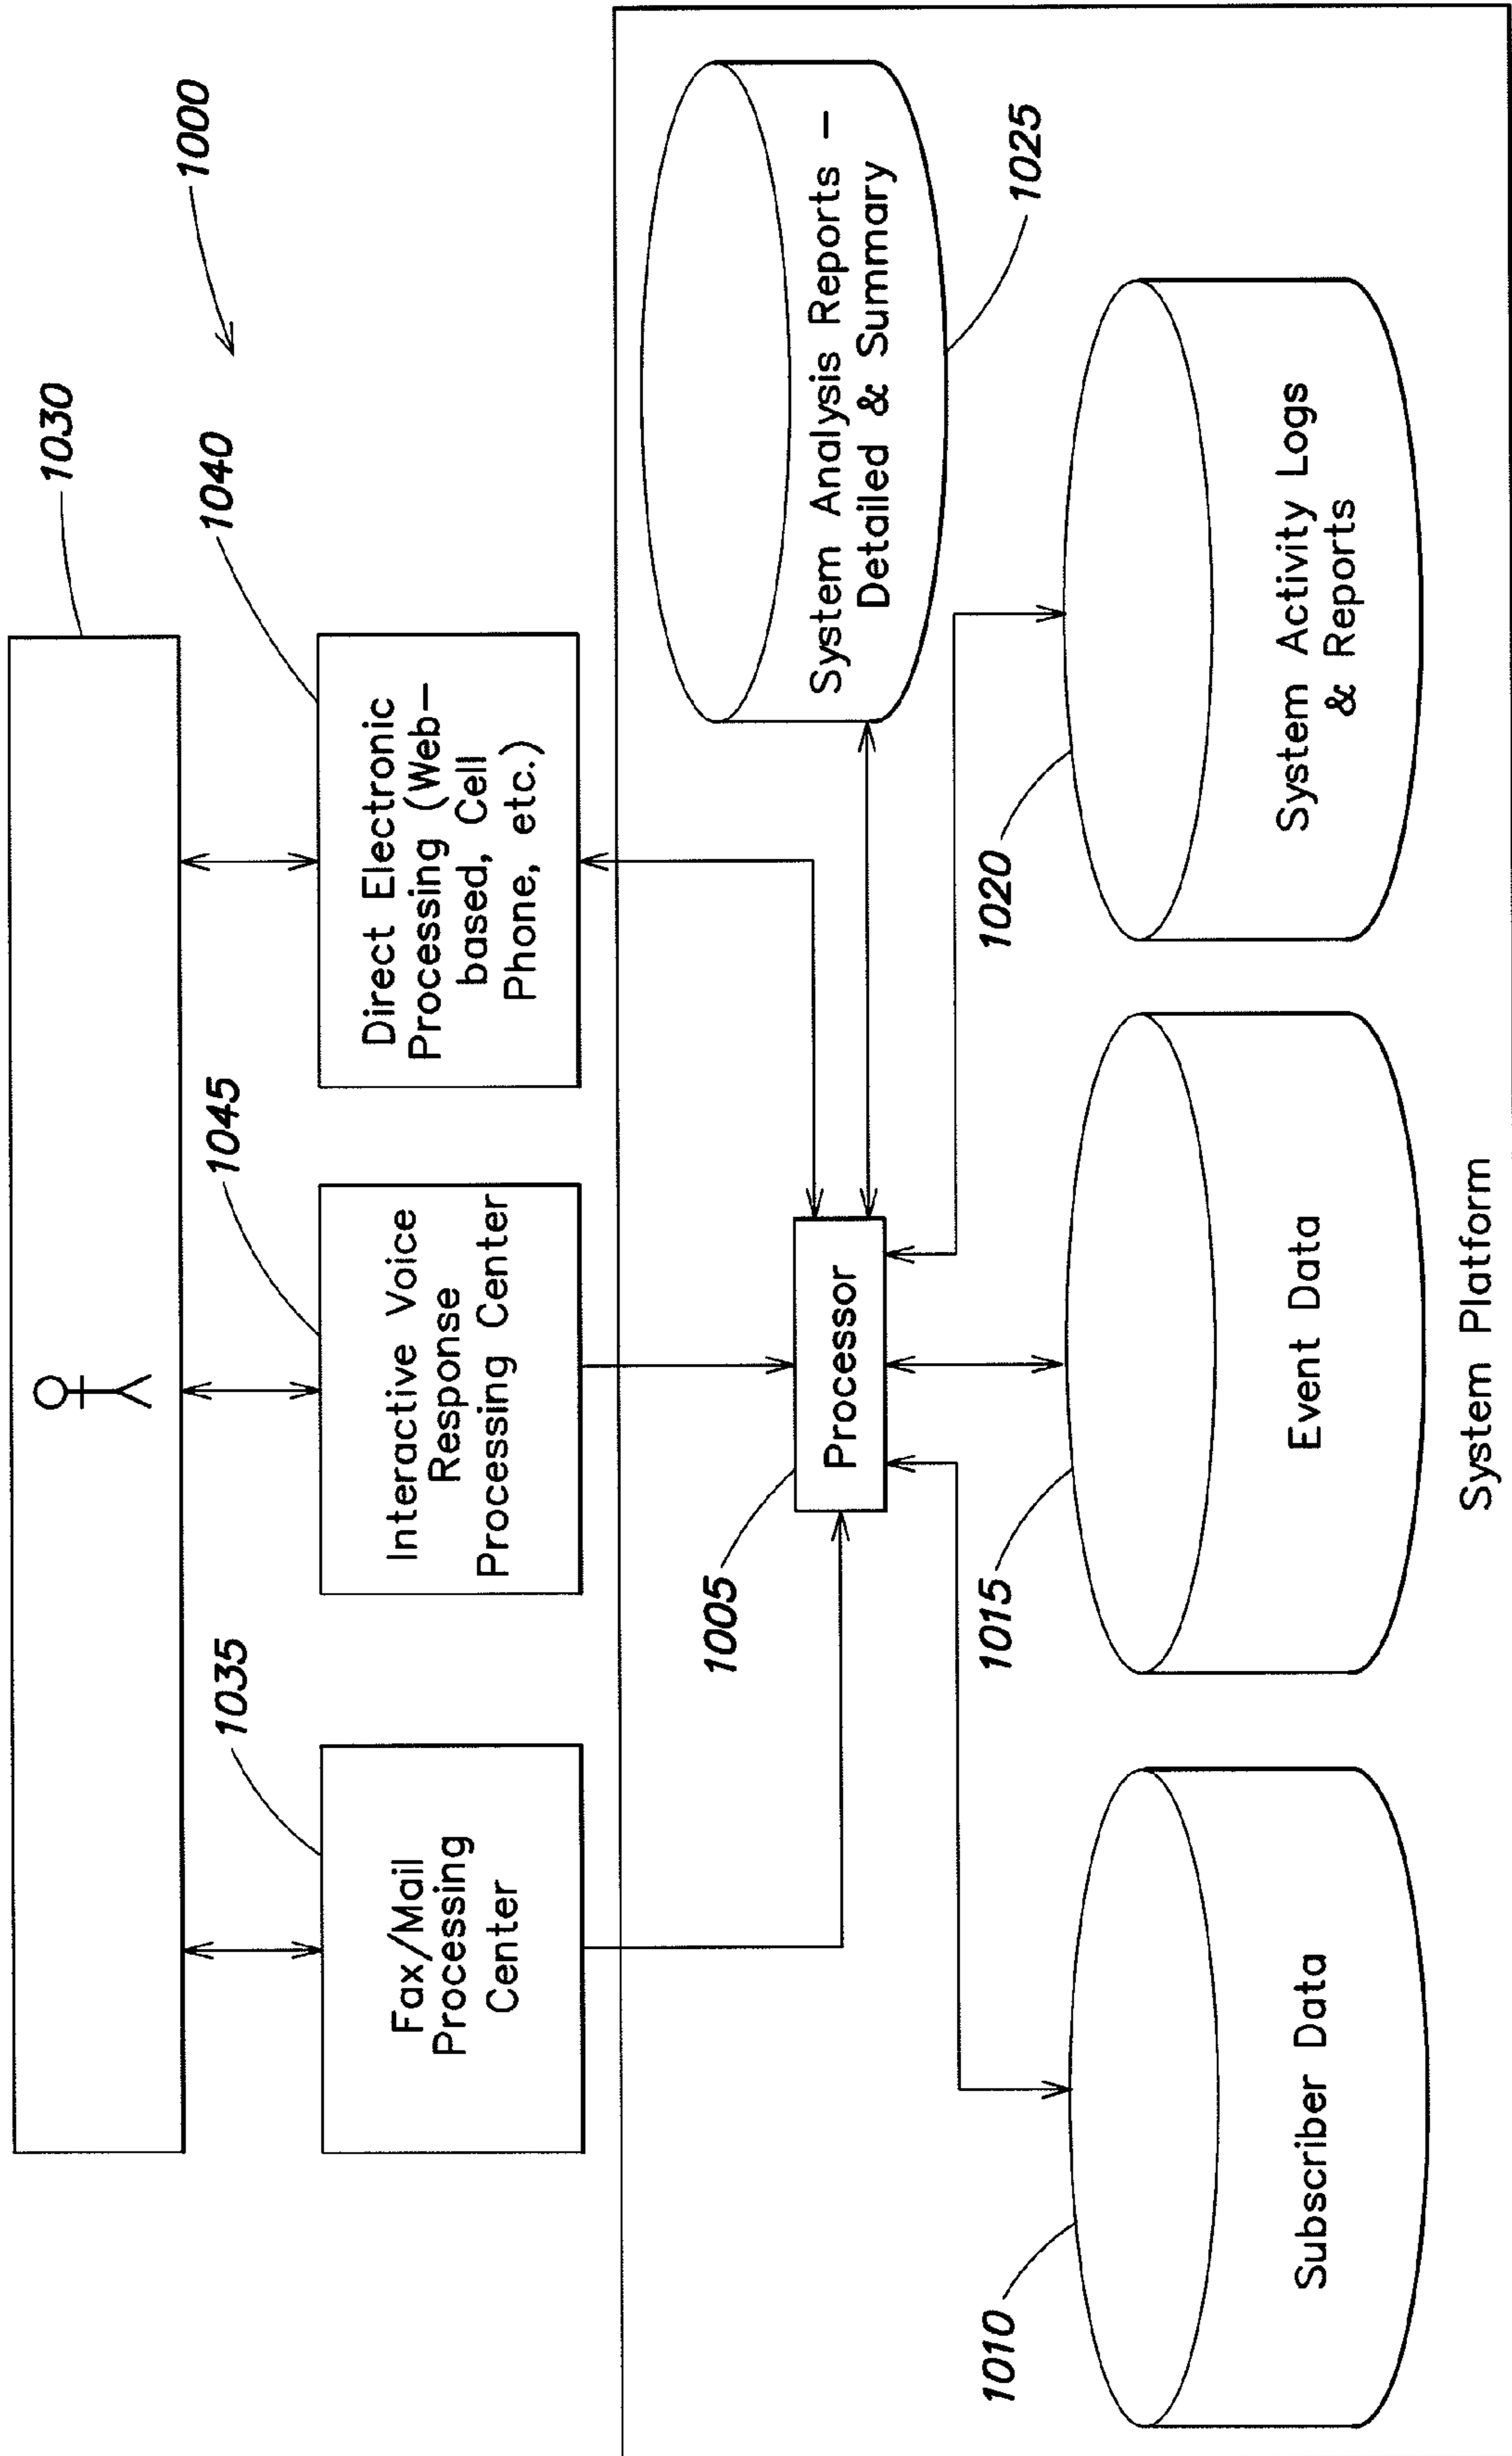 1030
1000
1040
1045
1035
Fax/Mail
Processing
Center
Interactive Voice
Response
Processing Center
Direct Electronic
Processing (Web–
based, Cell
Phone, etc.)
1005
Processor
System Analysis Reports –
Detailed & Summary
1025
1010
Subscriber Data
1015
Event Data
1020
System Activity Logs
& Reports
System Platform